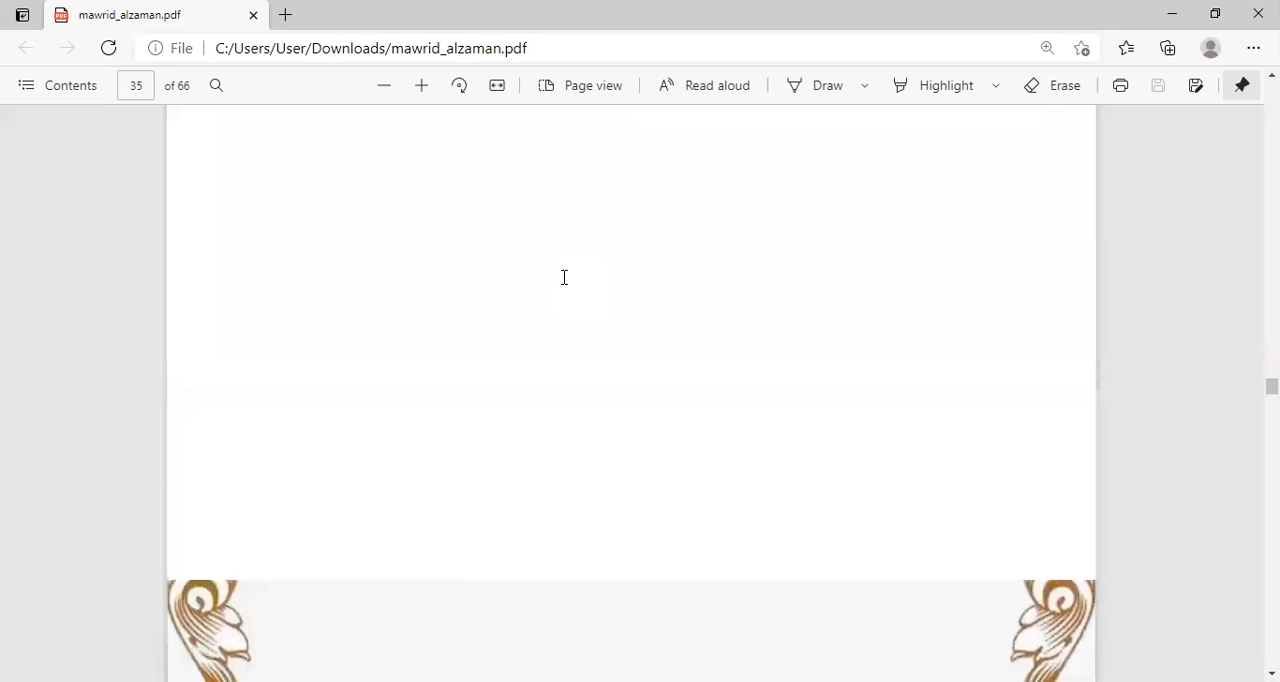 mawrid_alzaman.pdf
File
C:/Users/User/Downloads/mawrid_alzaman.pdf
Contents 35 of 66 Page view Read aloud Draw Highlight Erase